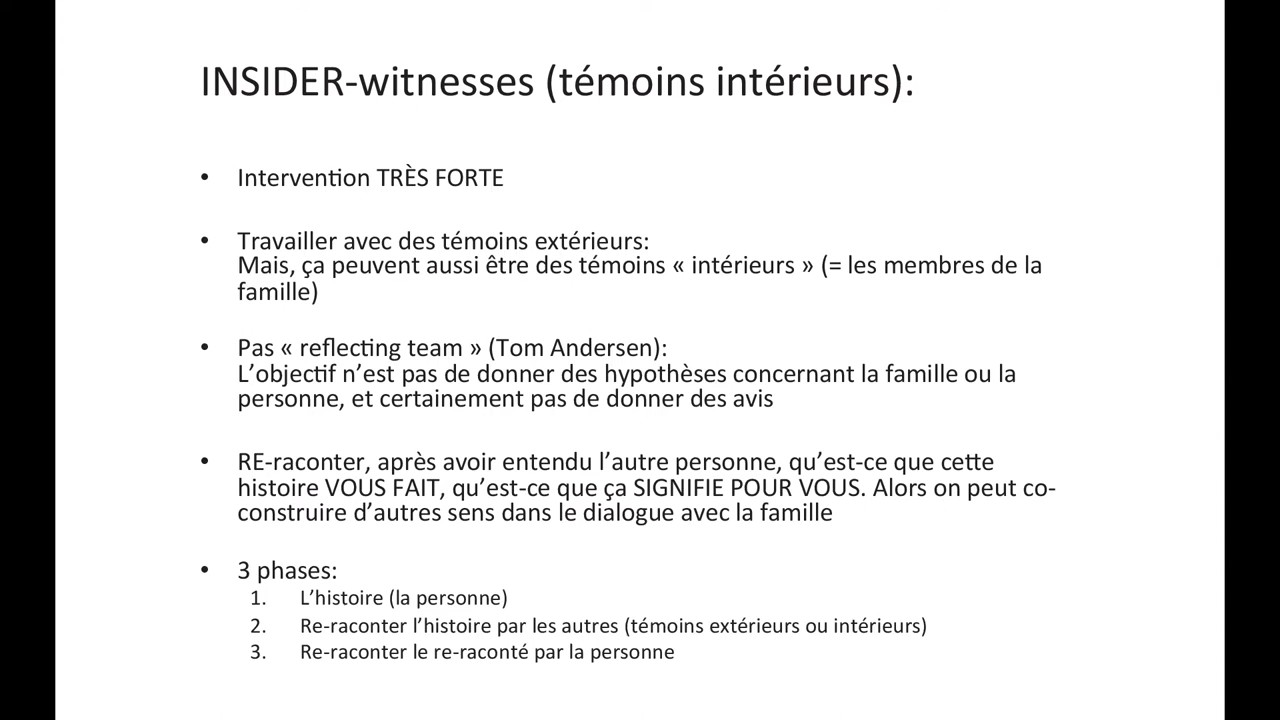 INSIDER-witnesses (témoins intérieurs):
• Intervention TRÈS FORTE
• Travailler avec des témoins extérieurs:
Mais, ça peuvent aussi être des témoins « intérieurs » (= les membres de la
famille)
• Pas « reflecting team » (Tom Andersen):
L’objectif n’est pas de donner des hypothèses concernant la famille ou la
personne, et certainement pas de donner des avis
• RE-raconter, après avoir entendu l’autre personne, qu’est-ce que cette
histoire VOUS FAIT, qu’est-ce que ça SIGNIFIE POUR VOUS. Alors on peut co-
construire d’autres sens dans le dialogue avec la famille
• 3 phases:
1. L’histoire (la personne)
2. Re-raconter l’histoire par les autres (témoins extérieurs ou intérieurs)
3. Re-raconter le re-raconté par la personne